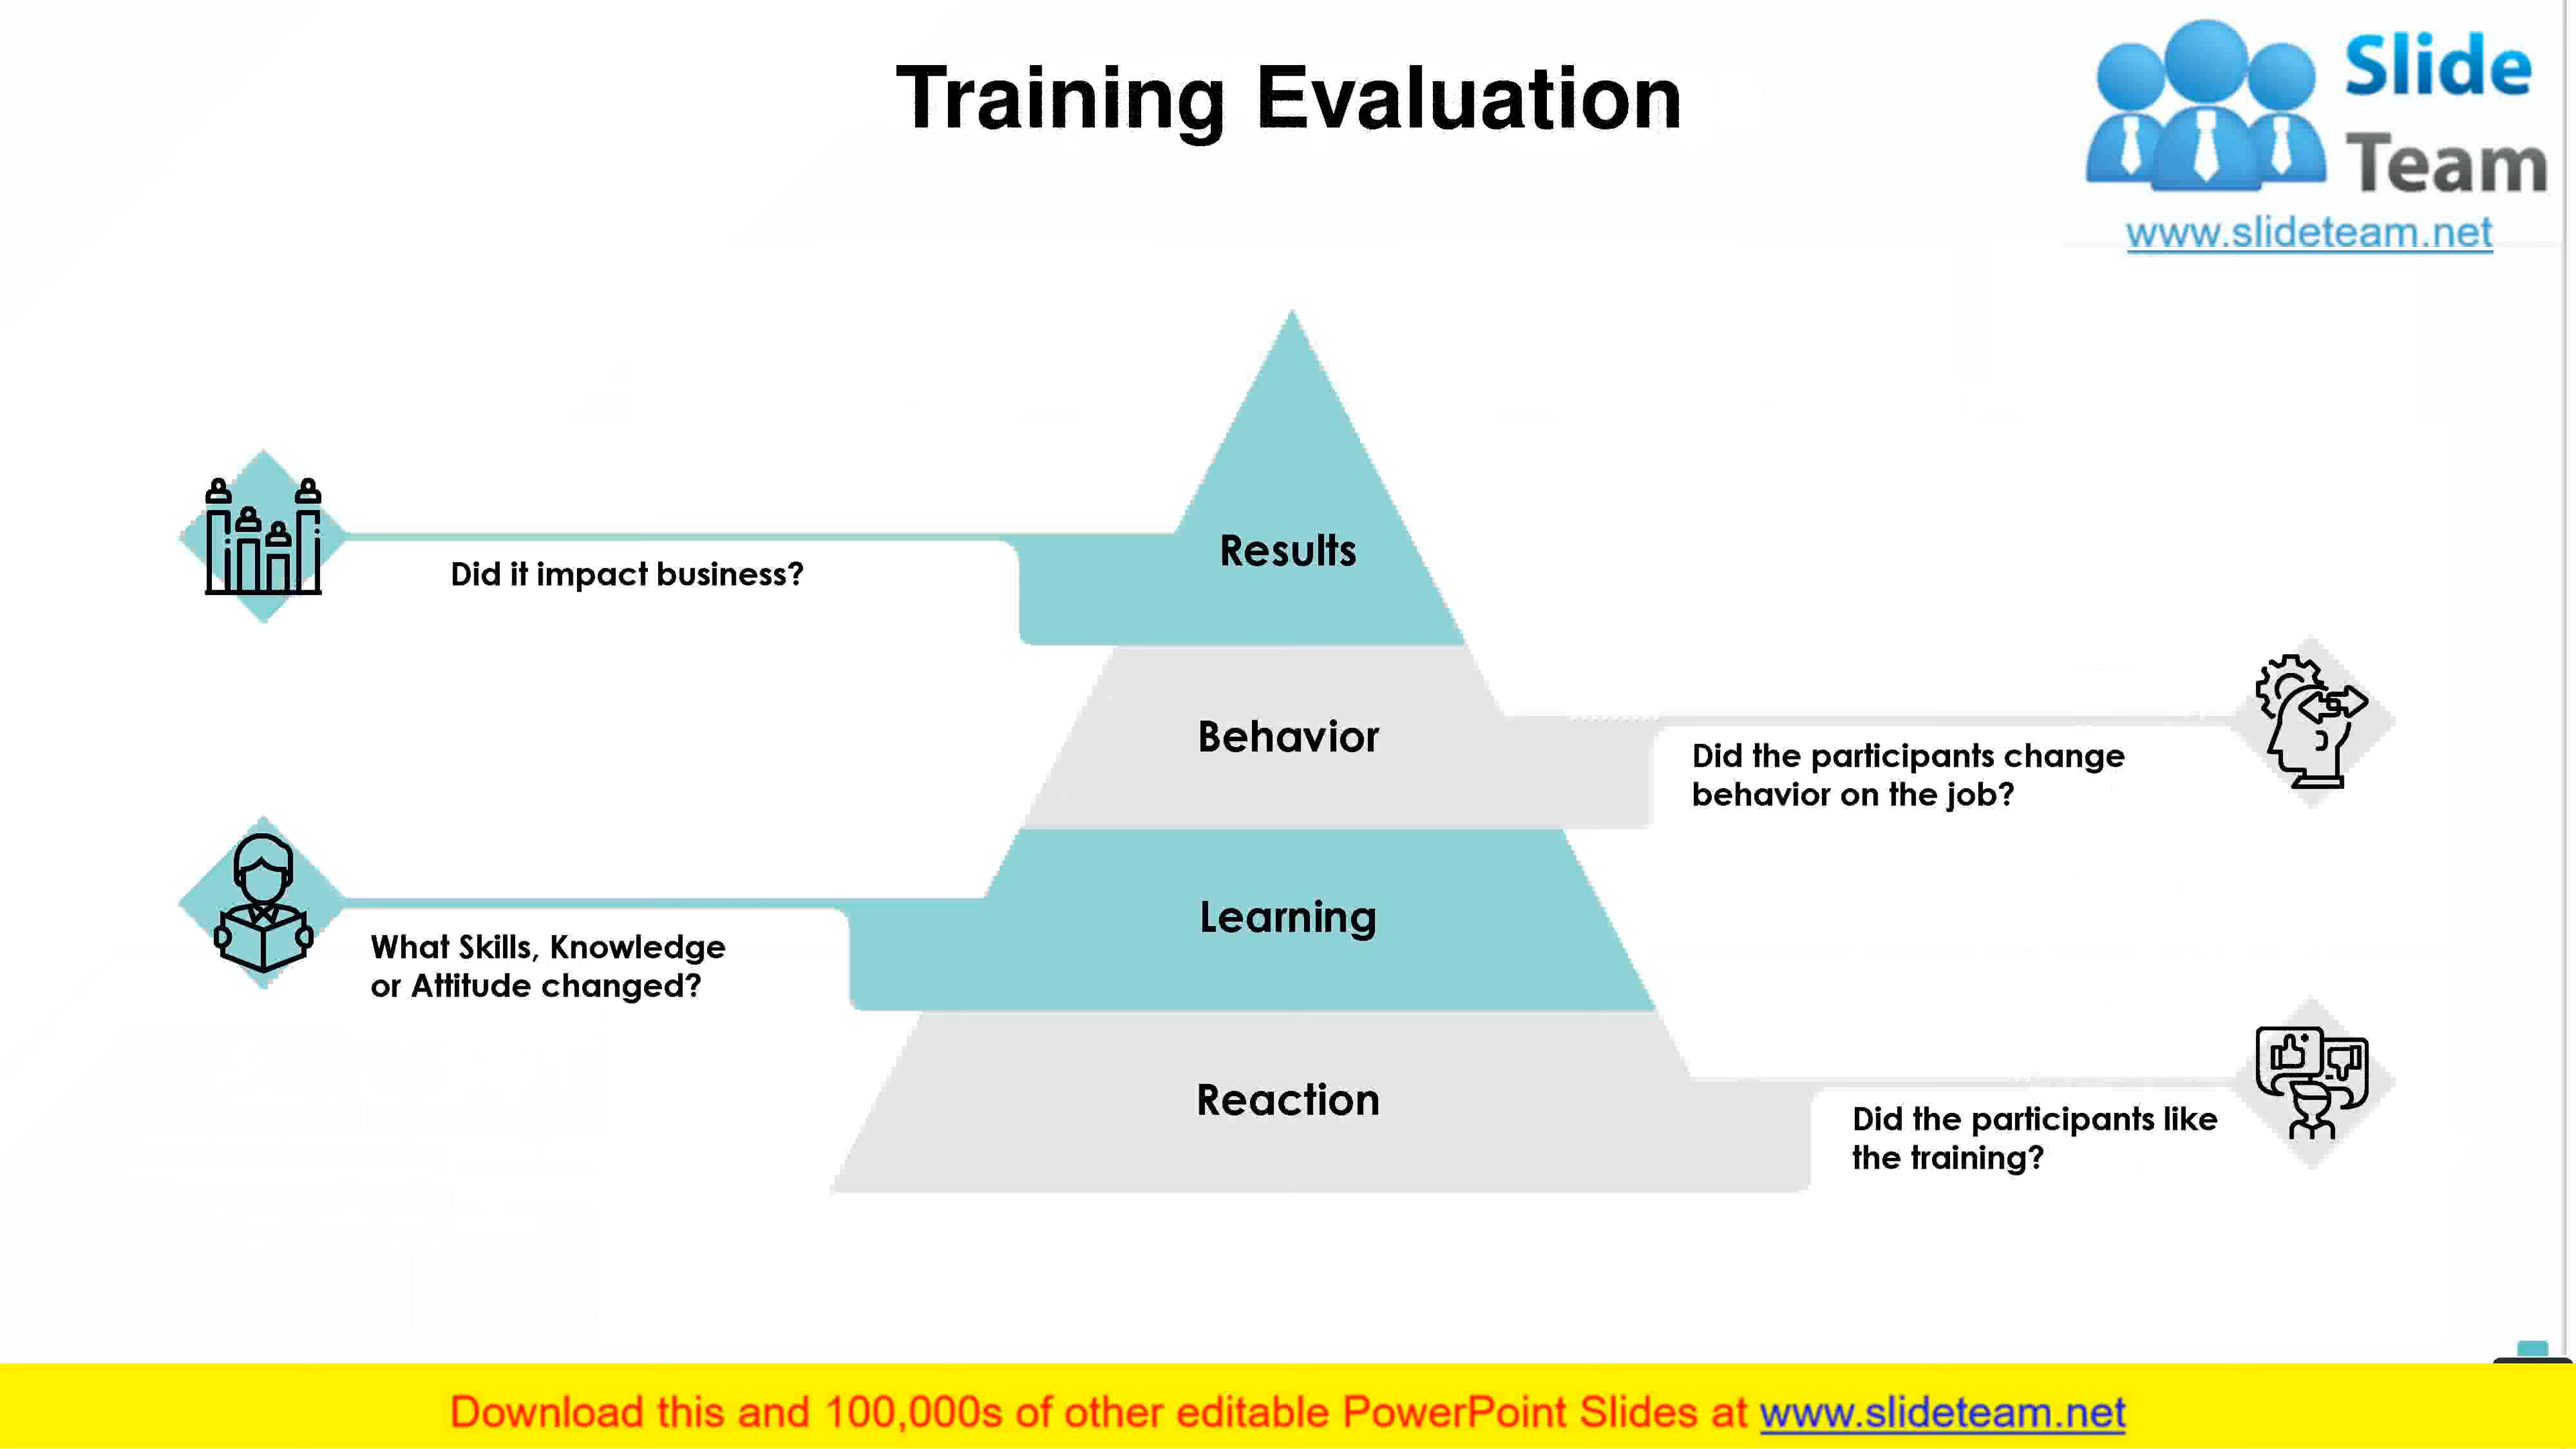 Training Evaluation
Slide
Team
www.slideteam.net
Results
Did it impact business?
Behavior
Did the participants change
behavior on the job?
Learning
What Skills, Knowledge
or Attitude changed?
Reaction
Did the participants like
the training?
Download this and 100,000s of other editable PowerPoint Slides at www.slideteam.net